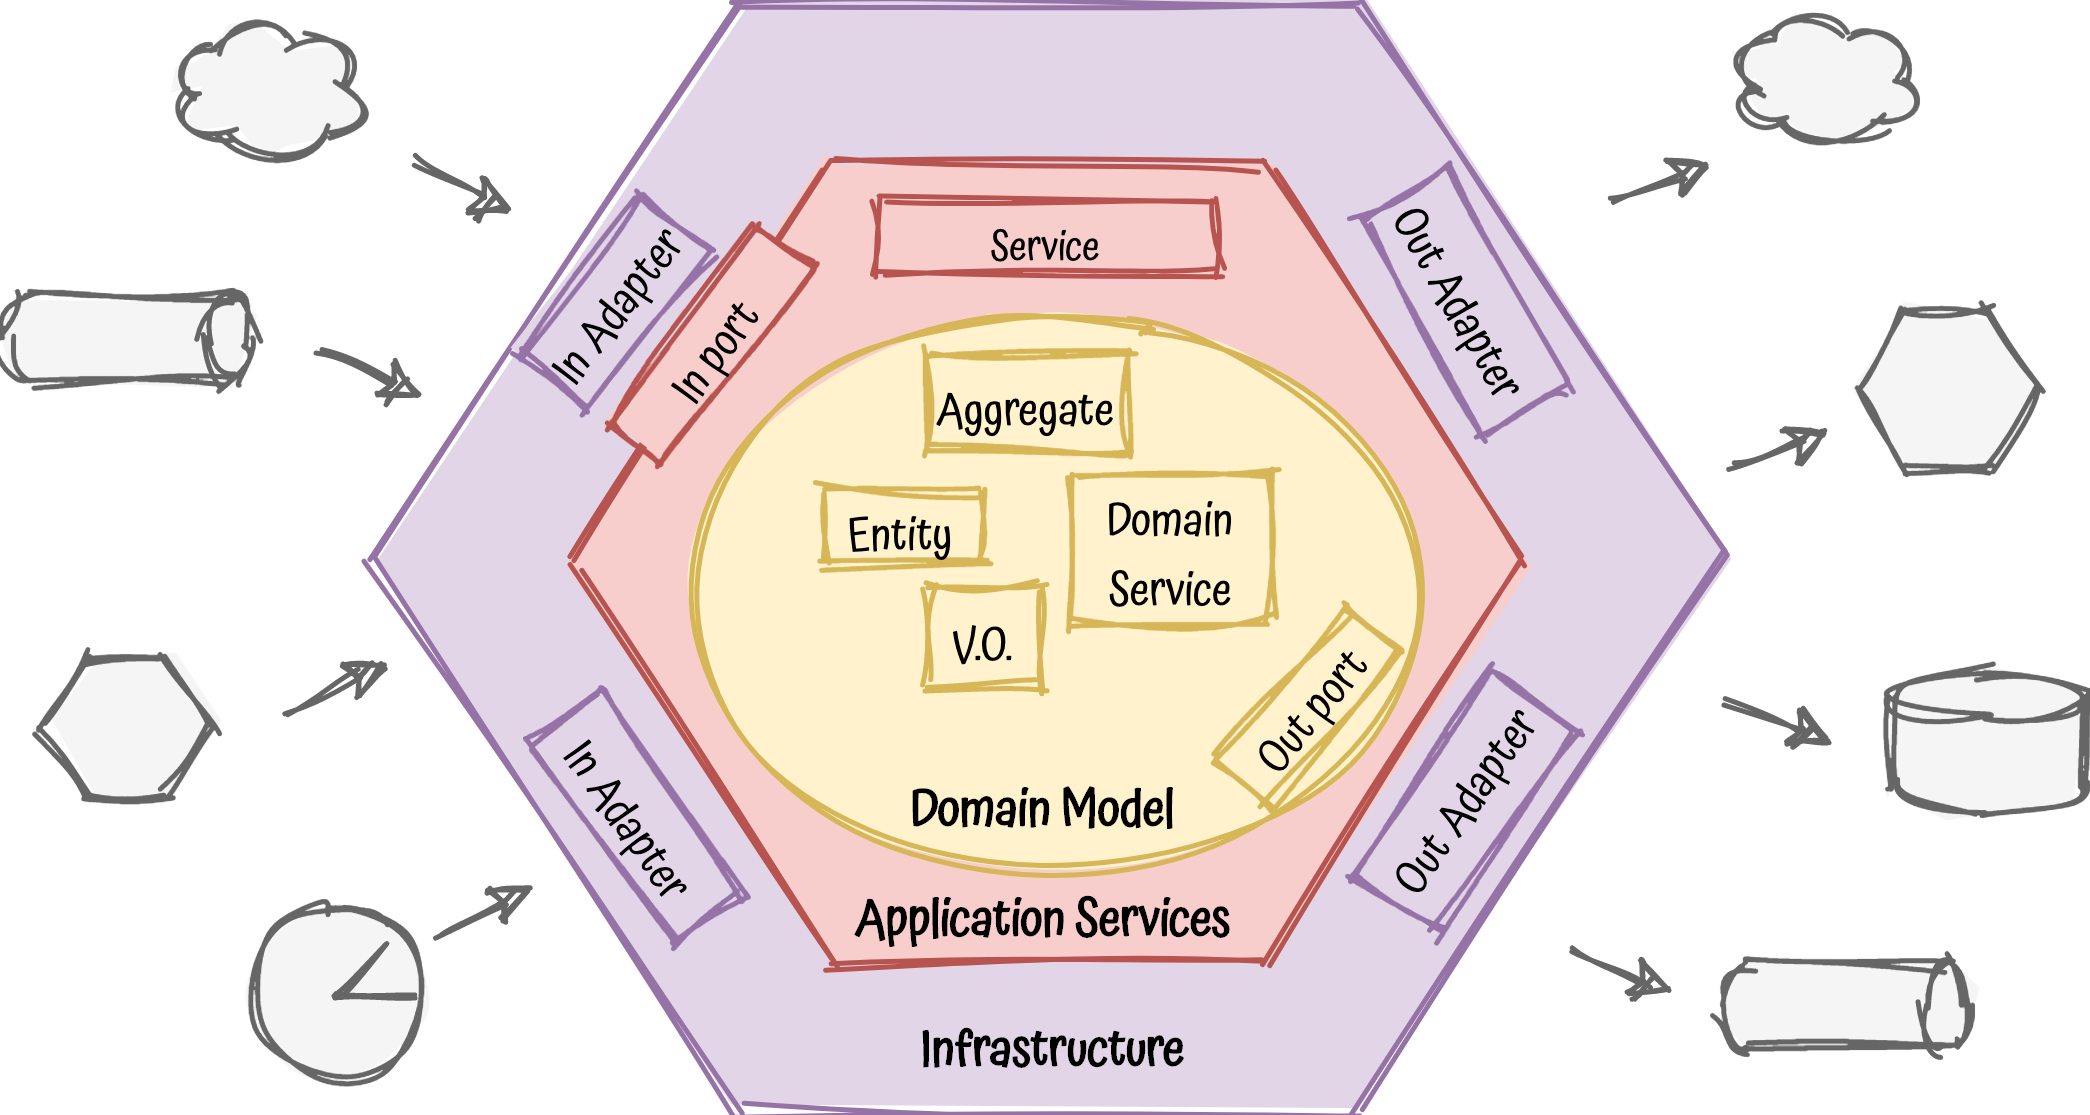 Service
In Adapter
In port
Out Adapter
Aggregate
Entity
Domain
Service
V.O.
Out port
In Adapter
Out Adapter
Domain Model
Application Services
Infrastructure